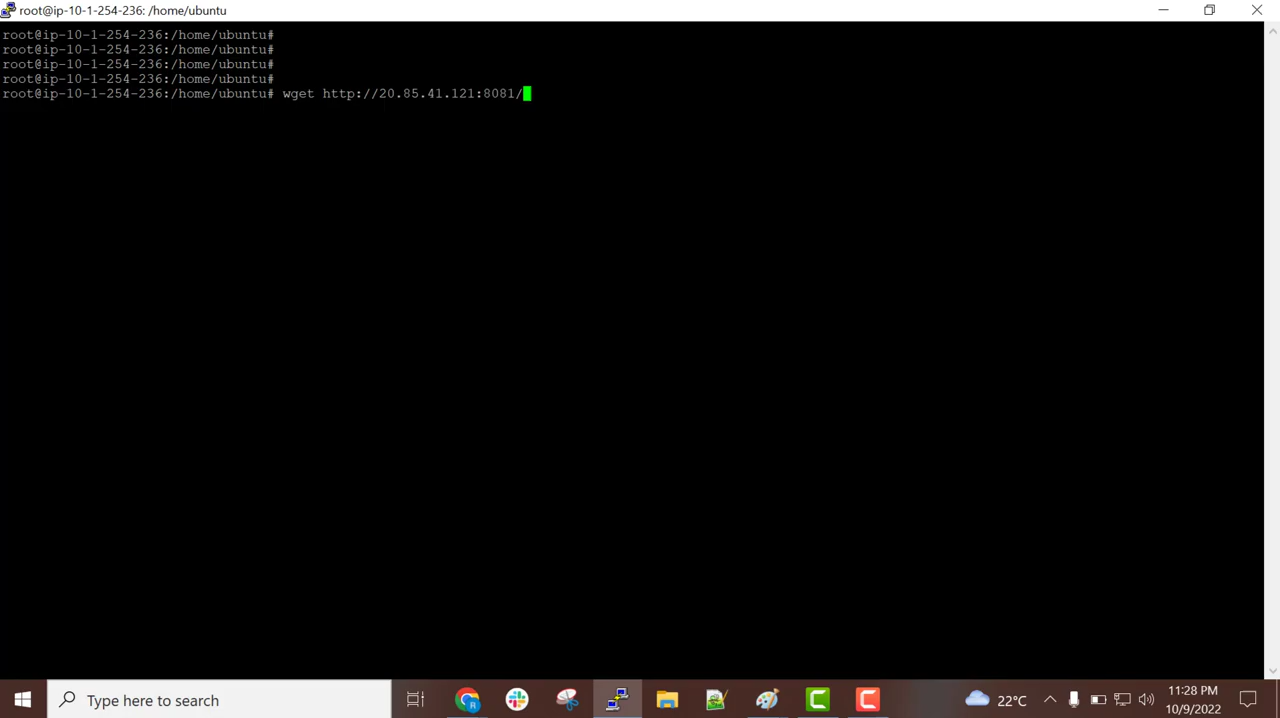 root@ip-10-1-254-236: /home/ubuntu
root@ip-10-1-254-236:/home/ubuntu#
root@ip-10-1-254-236:/home/ubuntu#
root@ip-10-1-254-236:/home/ubuntu#
root@ip-10-1-254-236:/home/ubuntu#
root@ip-10-1-254-236:/home/ubuntu# wget http://20.85.41.121:8081/
Type here to search
22°C
11:28 PM
10/9/2022